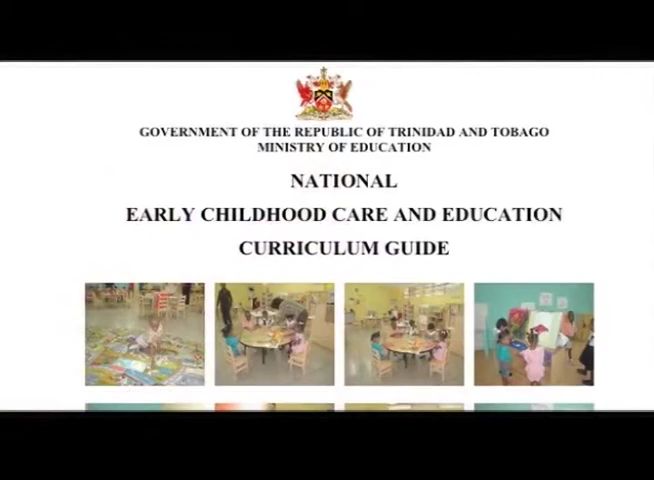 GOVERNMENT OF THE REPUBLIC OF TRINIDAD AND TOBAGO
MINISTRY OF EDUCATION
NATIONAL
EARLY CHILDHOOD CARE AND EDUCATION
CURRICULUM GUIDE